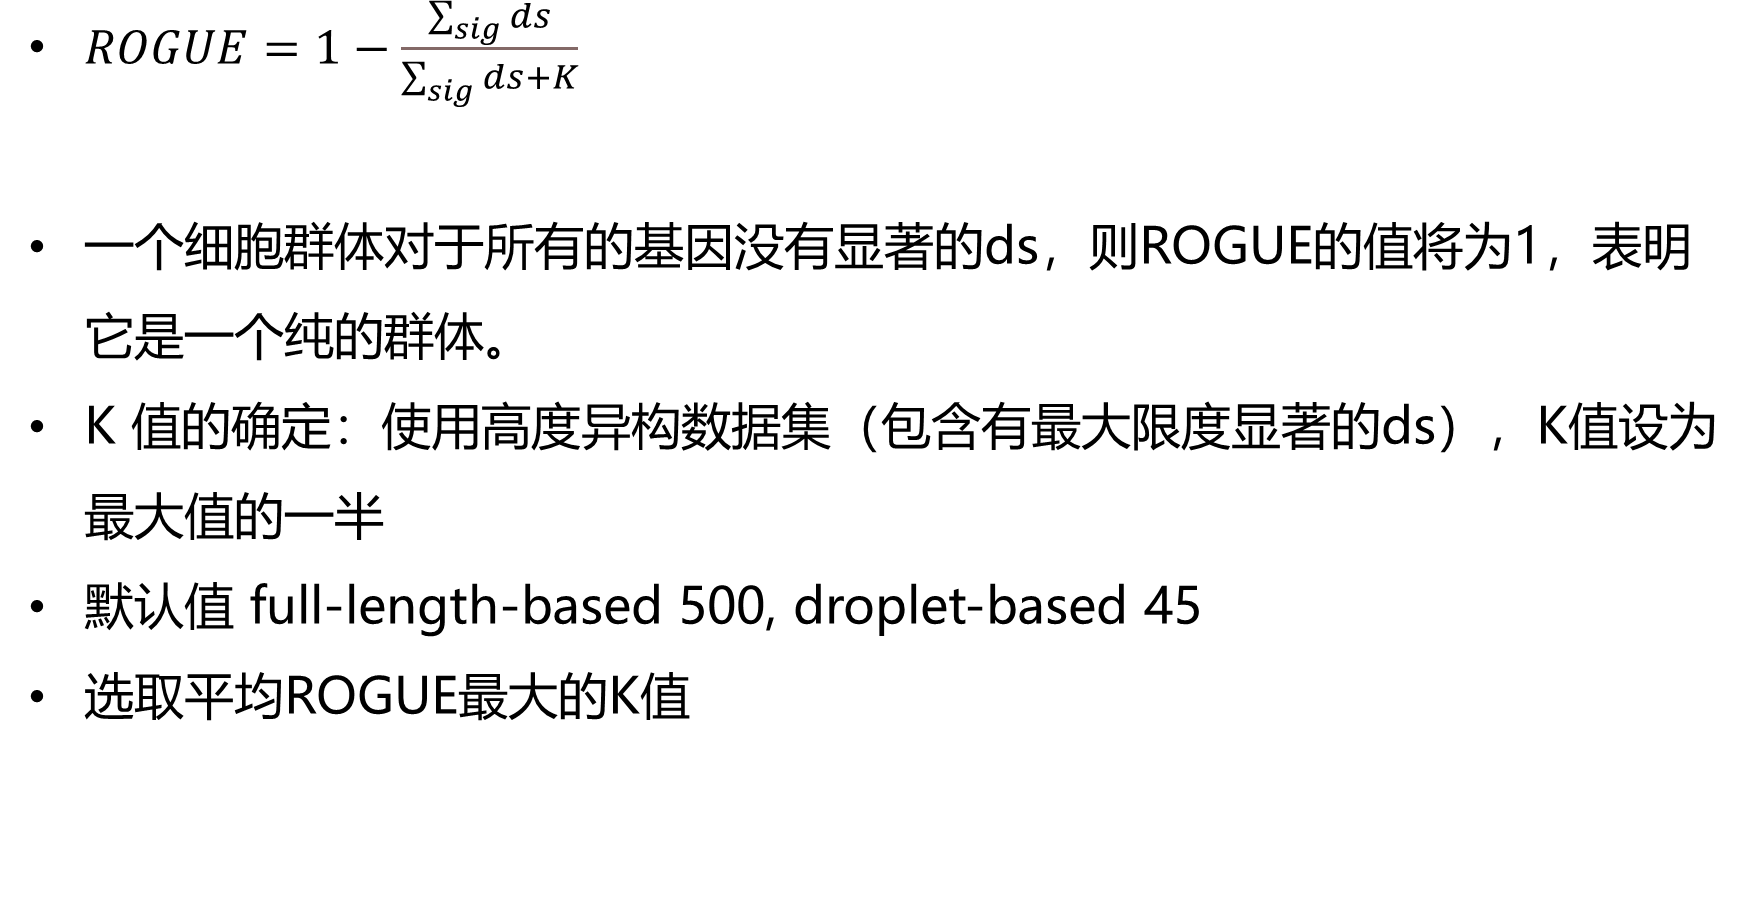 • ROGUE = 1 − \frac{\sum_{sig} ds}{\sum_{sig} ds+K}
• 一个细胞群体对于所有的基因没有显著的ds，则ROGUE的值将为1，表明
它是一个纯的群体。
• K 值的确定：使用高度异构数据集（包含有最大限度显著的ds），K值设为
最大值的一半
• 默认值 full-length-based 500, droplet-based 45
• 选取平均ROGUE最大的K值